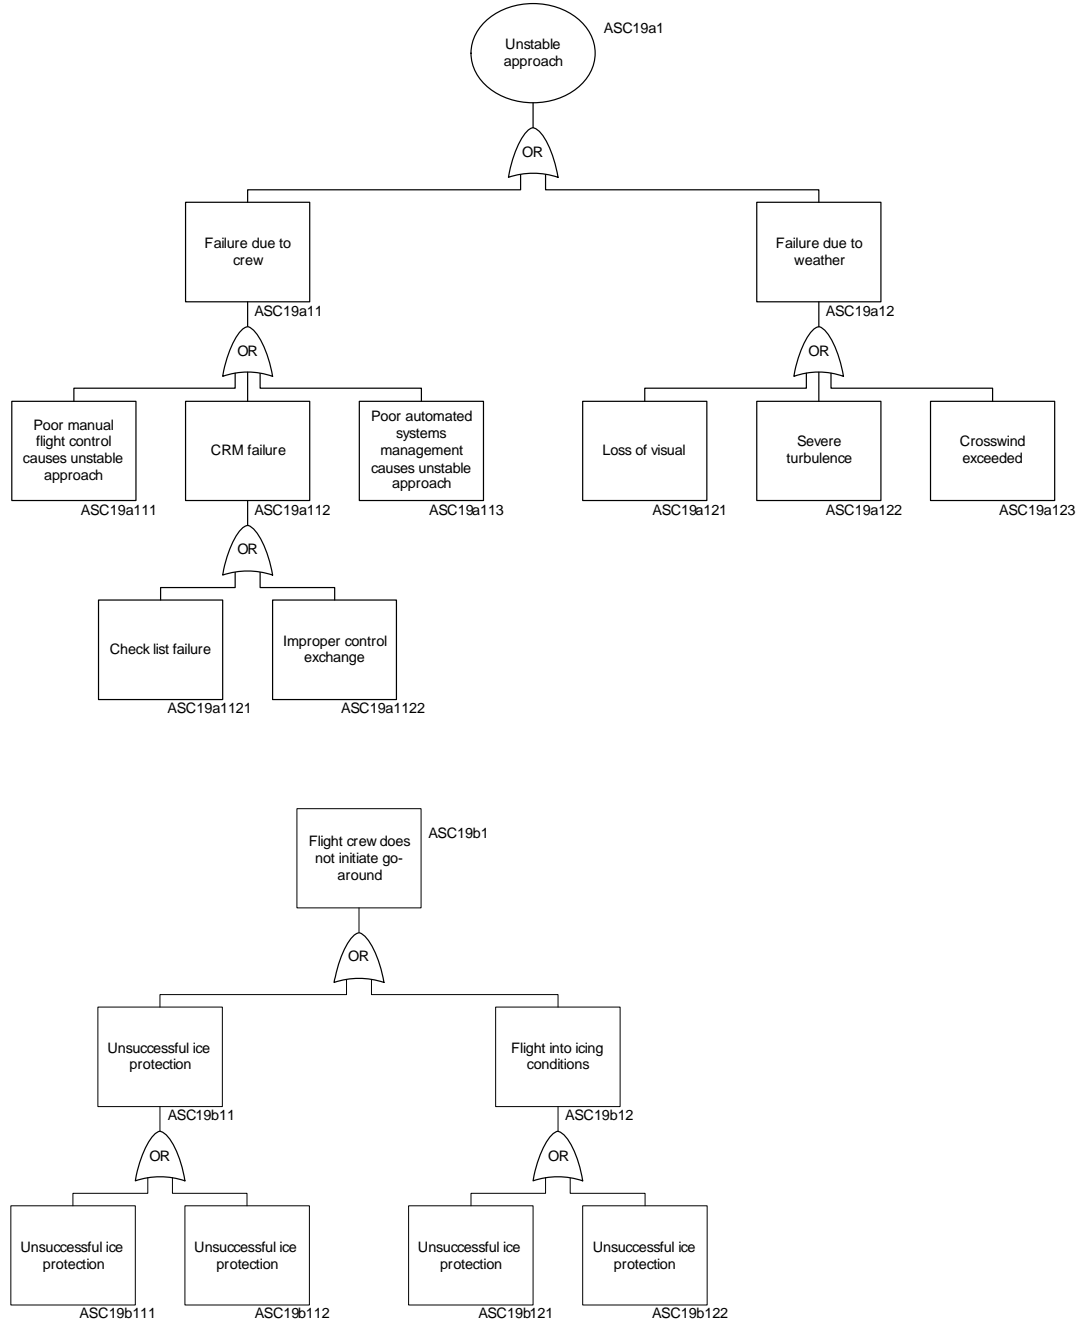 Unstable
approach
ASC19a1
OR
Failure due to
crew
ASC19a11
Failure due to
weather
ASC19a12
OR
OR
Poor manual
flight control
causes unstable
approach
ASC19a111
CRM failure
ASC19a112
Poor automated
systems
management
causes unstable
approach
ASC19a113
Loss of visual
ASC19a121
Severe
turbulence
ASC19a122
Crosswind
exceeded
ASC19a123
OR
Check list failure
ASC19a1121
Improper control
exchange
ASC19a1122
Flight crew does
not initiate go-
around
ASC19b1
OR
Unsuccessful ice
protection
ASC19b11
Flight into icing
conditions
ASC19b12
OR
OR
Unsuccessful ice
protection
ASC19b111
Unsuccessful ice
protection
ASC19b112
Unsuccessful ice
protection
ASC19b121
Unsuccessful ice
protection
ASC19b122